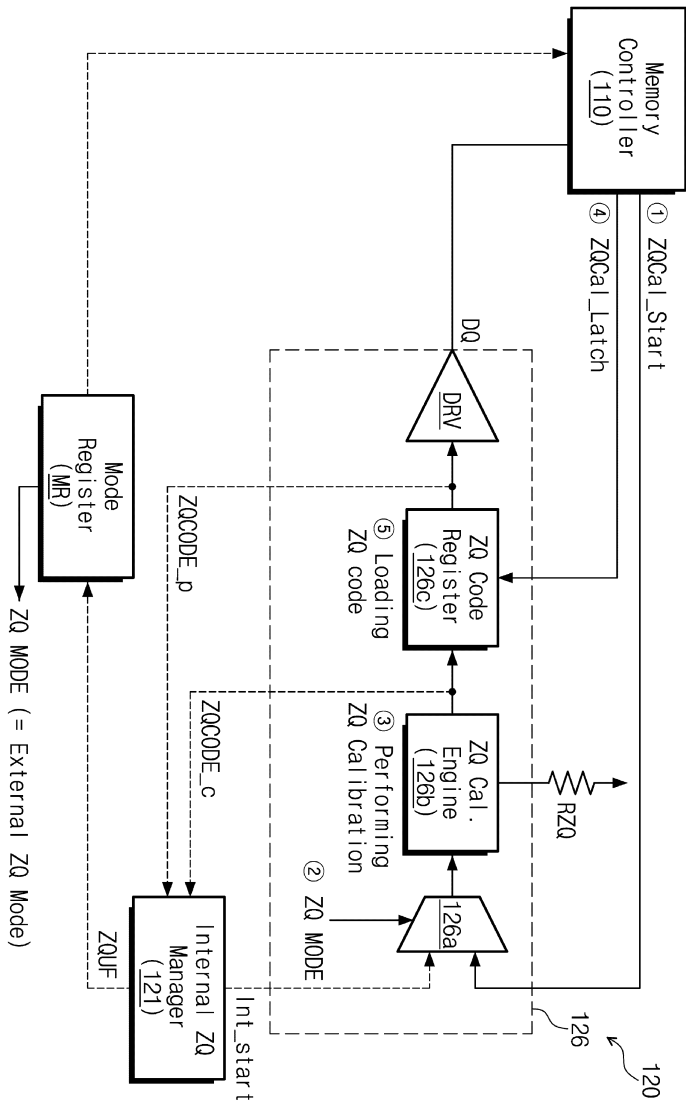 120
126
Memory
Controller
(110)
① ZQCal_Start
④ ZQCal_Latch
RZQ
DQ
DRV
ZQ Code
Register
(126c)
⑤ Loading
ZQ code
ZQ Cal.
Engine
(126b)
③ Performing
ZQ Calibration
126a
② ZQ MODE
ZQCODE_p
ZQCODE_c
Int_start
Mode
Register
(MR)
Internal ZQ
Manager
(121)
ZQUF
ZQ MODE (= External ZQ Mode)